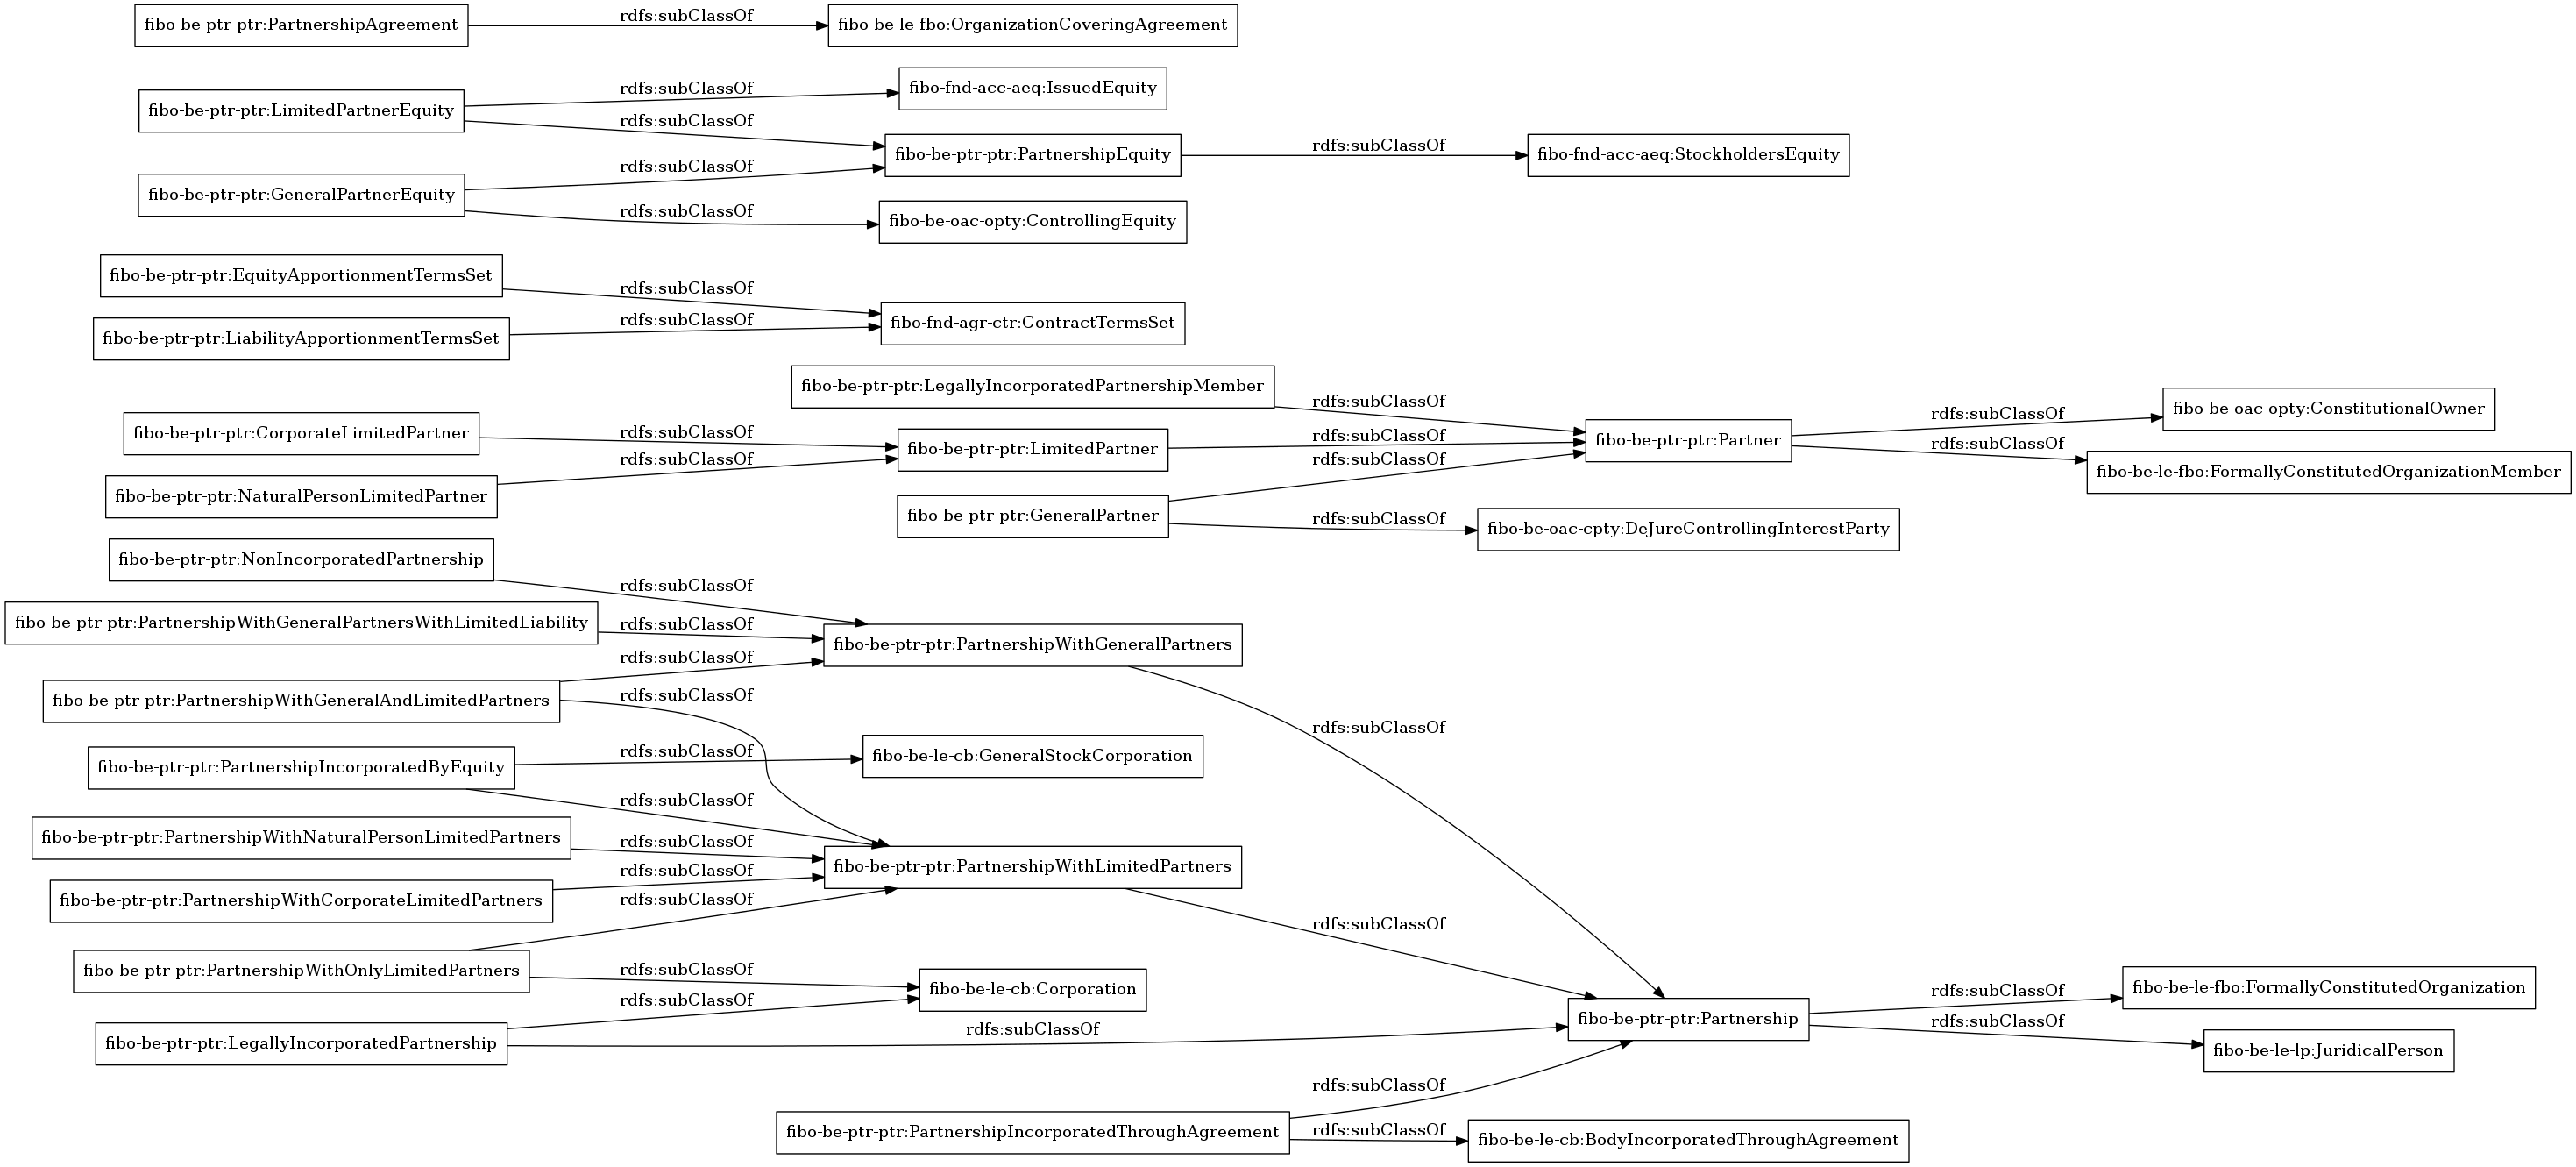 fibo-be-ptr-ptr:PartnershipAgreement
rdfs:subClassOf
fibo-be-le-fbo:OrganizationCoveringAgreement
fibo-be-ptr-ptr:LimitedPartnerEquity
rdfs:subClassOf
fibo-fnd-acc-aeq:IssuedEquity
rdfs:subClassOf
fibo-be-ptr-ptr:PartnershipEquity
rdfs:subClassOf
fibo-fnd-acc-aeq:StockholdersEquity
fibo-be-ptr-ptr:GeneralPartnerEquity
rdfs:subClassOf
rdfs:subClassOf
fibo-be-oac-opty:ControllingEquity
fibo-be-ptr-ptr:EquityApportionmentTermsSet
rdfs:subClassOf
fibo-fnd-agr-ctr:ContractTermsSet
fibo-be-ptr-ptr:LiabilityApportionmentTermsSet
rdfs:subClassOf
fibo-be-ptr-ptr:LegallyIncorporatedPartnershipMember
rdfs:subClassOf
fibo-be-ptr-ptr:CorporateLimitedPartner
rdfs:subClassOf
fibo-be-ptr-ptr:LimitedPartner
rdfs:subClassOf
fibo-be-ptr-ptr:Partner
rdfs:subClassOf
fibo-be-oac-opty:ConstitutionalOwner
rdfs:subClassOf
fibo-be-le-fbo:FormallyConstitutedOrganizationMember
fibo-be-ptr-ptr:NaturalPersonLimitedPartner
rdfs:subClassOf
fibo-be-ptr-ptr:GeneralPartner
rdfs:subClassOf
rdfs:subClassOf
fibo-be-oac-cpty:DeJureControllingInterestParty
fibo-be-ptr-ptr:NonIncorporatedPartnership
rdfs:subClassOf
fibo-be-ptr-ptr:PartnershipWithGeneralPartnersWithLimitedLiability
rdfs:subClassOf
fibo-be-ptr-ptr:PartnershipWithGeneralPartners
rdfs:subClassOf
fibo-be-ptr-ptr:PartnershipWithGeneralAndLimitedPartners
rdfs:subClassOf
rdfs:subClassOf
fibo-be-ptr-ptr:PartnershipIncorporatedByEquity
rdfs:subClassOf
fibo-be-le-cb:GeneralStockCorporation
rdfs:subClassOf
fibo-be-ptr-ptr:PartnershipWithNaturalPersonLimitedPartners
rdfs:subClassOf
fibo-be-ptr-ptr:PartnershipWithLimitedPartners
rdfs:subClassOf
fibo-be-ptr-ptr:PartnershipWithCorporateLimitedPartners
rdfs:subClassOf
fibo-be-ptr-ptr:PartnershipWithOnlyLimitedPartners
rdfs:subClassOf
rdfs:subClassOf
fibo-be-le-cb:Corporation
fibo-be-ptr-ptr:LegallyIncorporatedPartnership
rdfs:subClassOf
rdfs:subClassOf
fibo-be-ptr-ptr:Partnership
rdfs:subClassOf
fibo-be-le-fbo:FormallyConstitutedOrganization
rdfs:subClassOf
fibo-be-le-lp:JuridicalPerson
fibo-be-ptr-ptr:PartnershipIncorporatedThroughAgreement
rdfs:subClassOf
rdfs:subClassOf
fibo-be-le-cb:BodyIncorporatedThroughAgreement